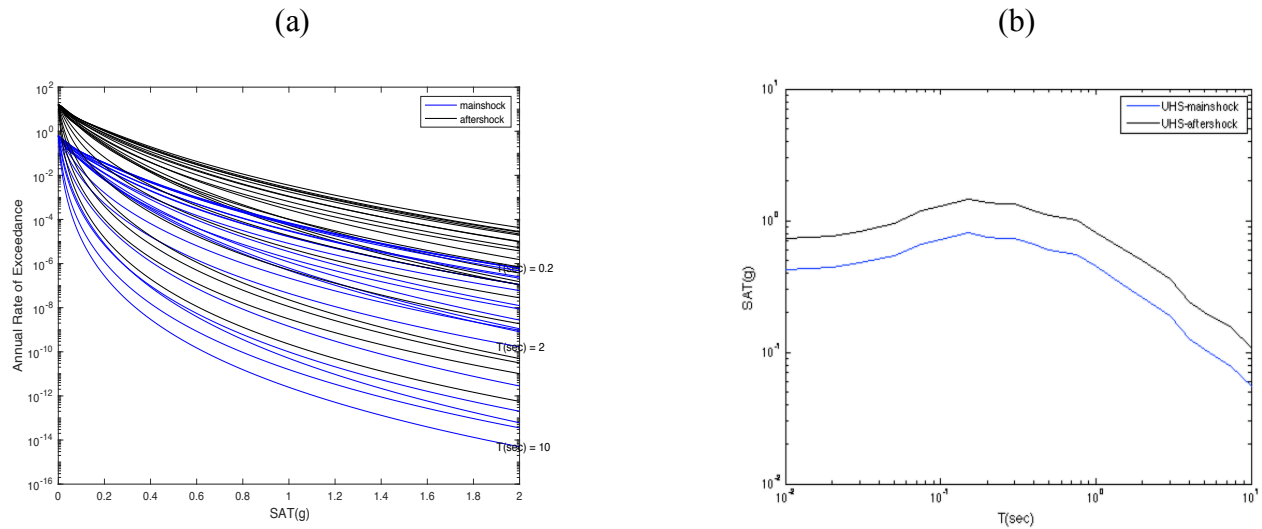 (a)
(b)
mainshock
aftershock
Annual Rate of Exceedance
10^2
10^0
10^-2
10^-4
10^-6
10^-8
10^-10
10^-12
10^-14
10^-16
T(sec) = 0.2
T(sec) = 2
T(sec) = 10
0 0.2 0.4 0.6 0.8 1 1.2 1.4 1.6 1.8 2
SAT(g)
UHS-mainshock
UHS-aftershock
SAT(g)
10^1
10^0
10^-1
10^-2
10^-2 10^-1 10^0 10^1
T(sec)